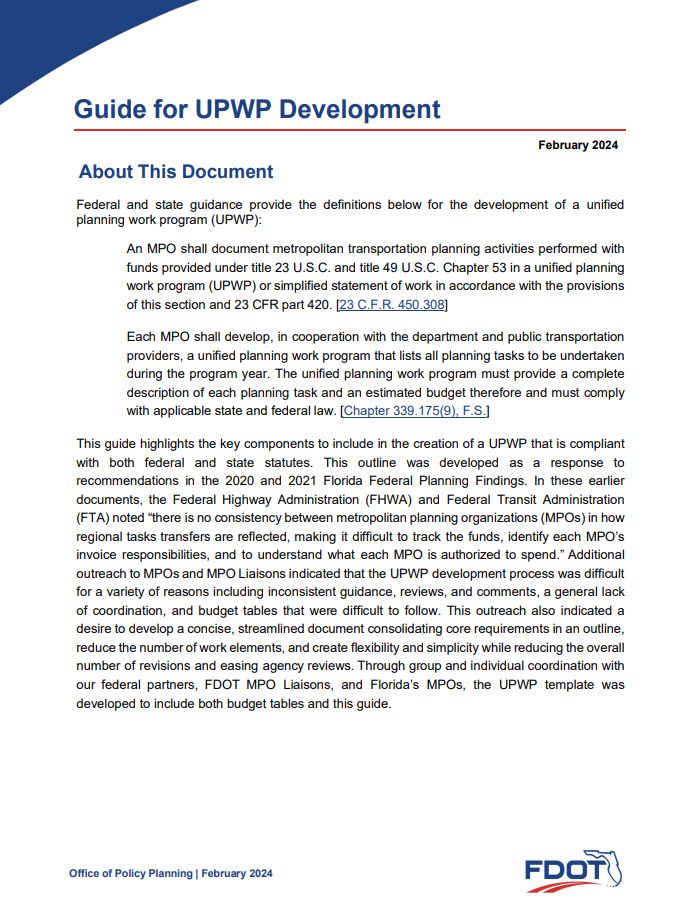 Guide for UPWP Development
February 2024
About This Document
Federal and state guidance provide the definitions below for the development of a unified
planning work program (UPWP):
An MPO shall document metropolitan transportation planning activities performed with
funds provided under title 23 U.S.C. and title 49 U.S.C. Chapter 53 in a unified planning
work program (UPWP) or simplified statement of work in accordance with the provisions
of this section and 23 CFR part 420. [23 C.F.R. 450.308]
Each MPO shall develop, in cooperation with the department and public transportation
providers, a unified planning work program that lists all planning tasks to be undertaken
during the program year. The unified planning work program must provide a complete
description of each planning task and an estimated budget therefore and must comply
with applicable state and federal law. [Chapter 339.175(9), F.S.]
This guide highlights the key components to include in the creation of a UPWP that is compliant
with both federal and state statutes. This outline was developed as a response to
recommendations in the 2020 and 2021 Florida Federal Planning Findings. In these earlier
documents, the Federal Highway Administration (FHWA) and Federal Transit Administration
(FTA) noted “there is no consistency between metropolitan planning organizations (MPOs) in how
regional tasks transfers are reflected, making it difficult to track the funds, identify each MPO’s
invoice responsibilities, and to understand what each MPO is authorized to spend.” Additional
outreach to MPOs and MPO Liaisons indicated that the UPWP development process was difficult
for a variety of reasons including inconsistent guidance, reviews, and comments, a general lack
of coordination, and budget tables that were difficult to follow. This outreach also indicated a
desire to develop a concise, streamlined document consolidating core requirements in an outline,
reduce the number of work elements, and create flexibility and simplicity while reducing the overall
number of revisions and easing agency reviews. Through group and individual coordination with
our federal partners, FDOT MPO Liaisons, and Florida’s MPOs, the UPWP template was
developed to include both budget tables and this guide.
Office of Policy Planning | February 2024
FDOT